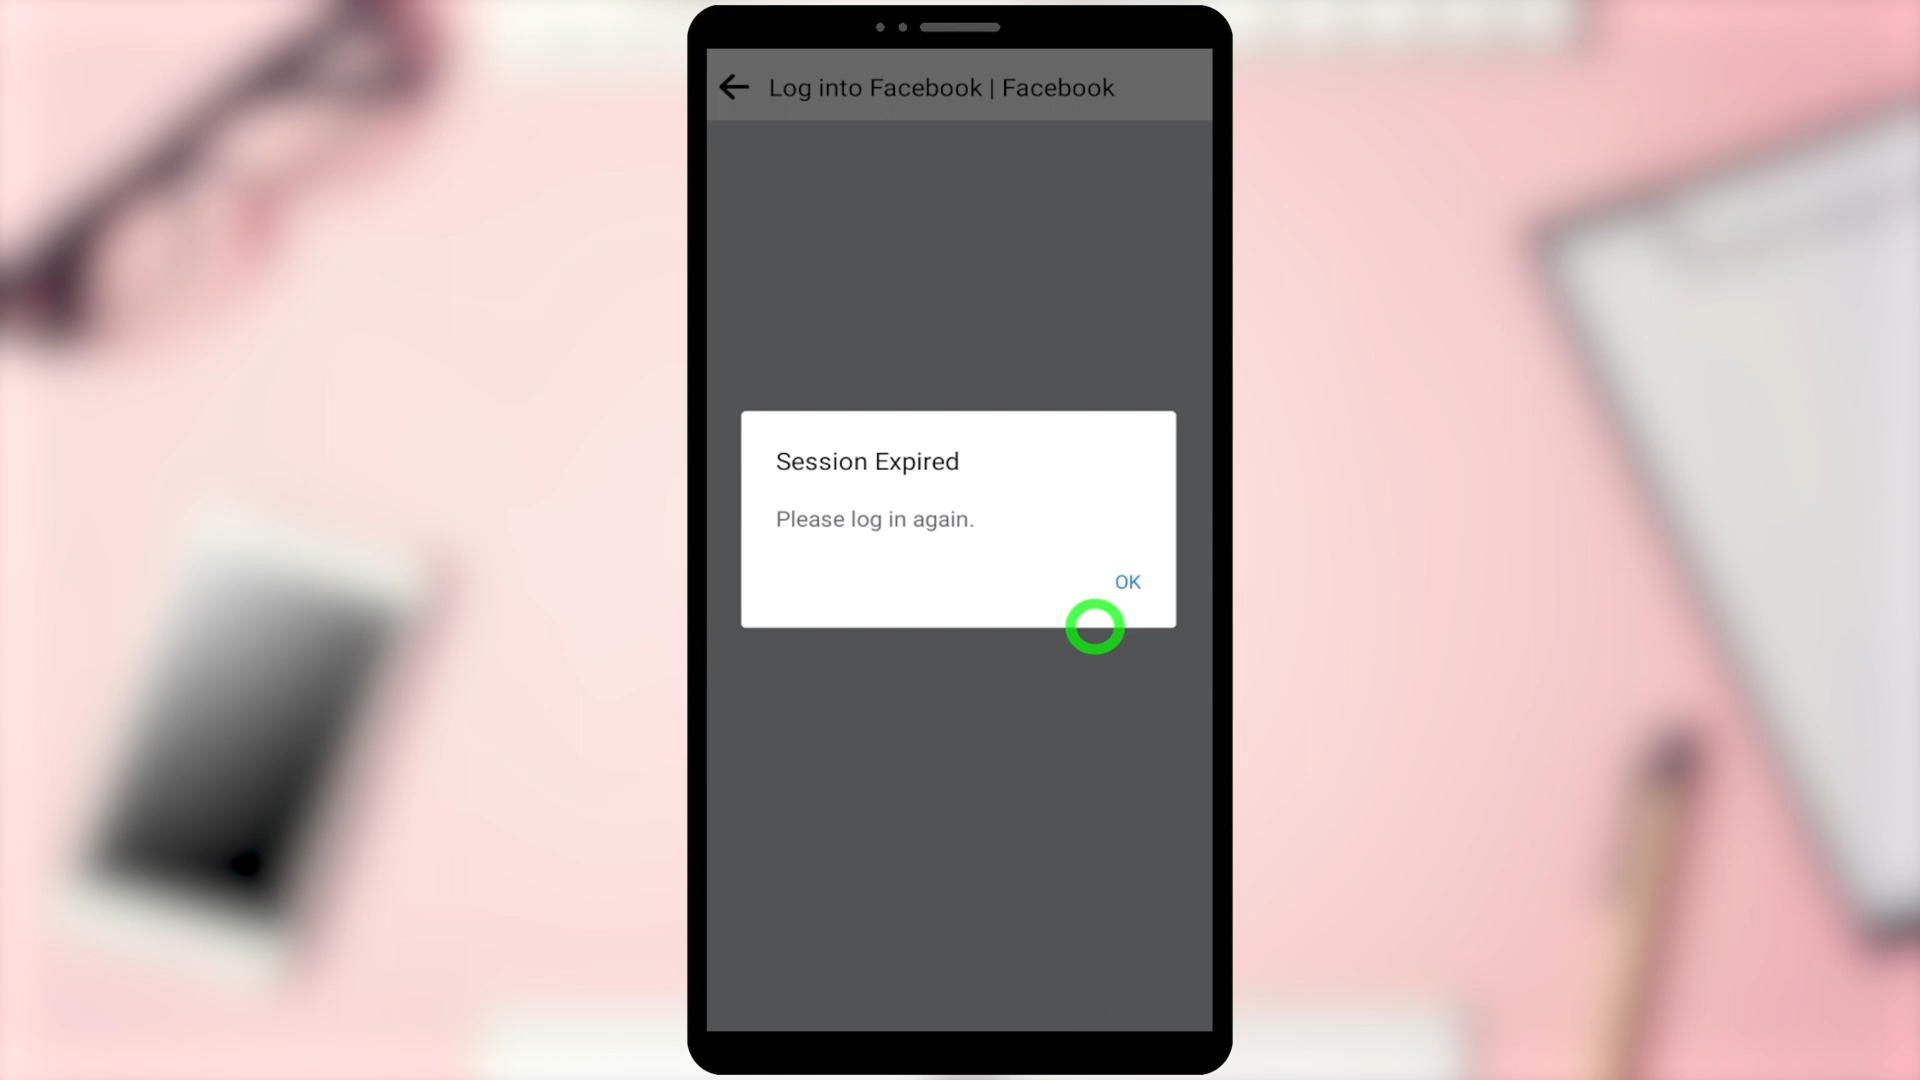 Log into Facebook | Facebook
Session Expired
Please log in again.
OK